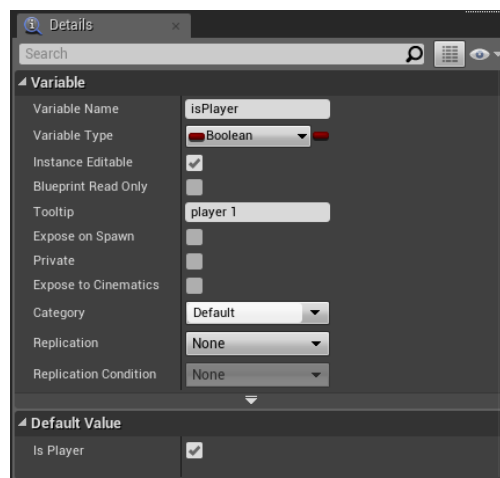 Details
Search
Variable
Variable Name isPlayer
Variable Type Boolean
Instance Editable
Blueprint Read Only
Tooltip player 1
Expose on Spawn
Private
Expose to Cinematics
Category Default
Replication None
Replication Condition None
Default Value
Is Player